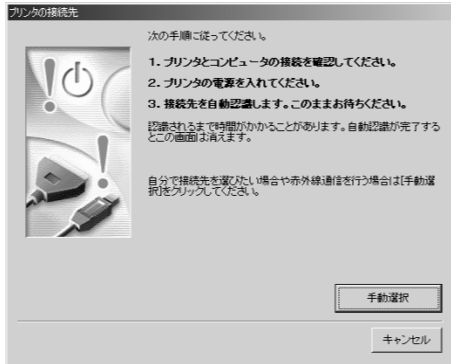 プリンタの接続先
次の手順に従ってください。
1. プリンタとコンピュータの接続を確認してください。
2. プリンタの電源を入れてください。
3. 接続先を自動認識します。このままお待ちください。
認識されるまで時間がかかることがあります。自動認識が完了する
とこの画面は消えます。
自分で接続先を選びたい場合や赤外線通信を行う場合は[手動選
択]をクリックしてください。
手動選択
キャンセル